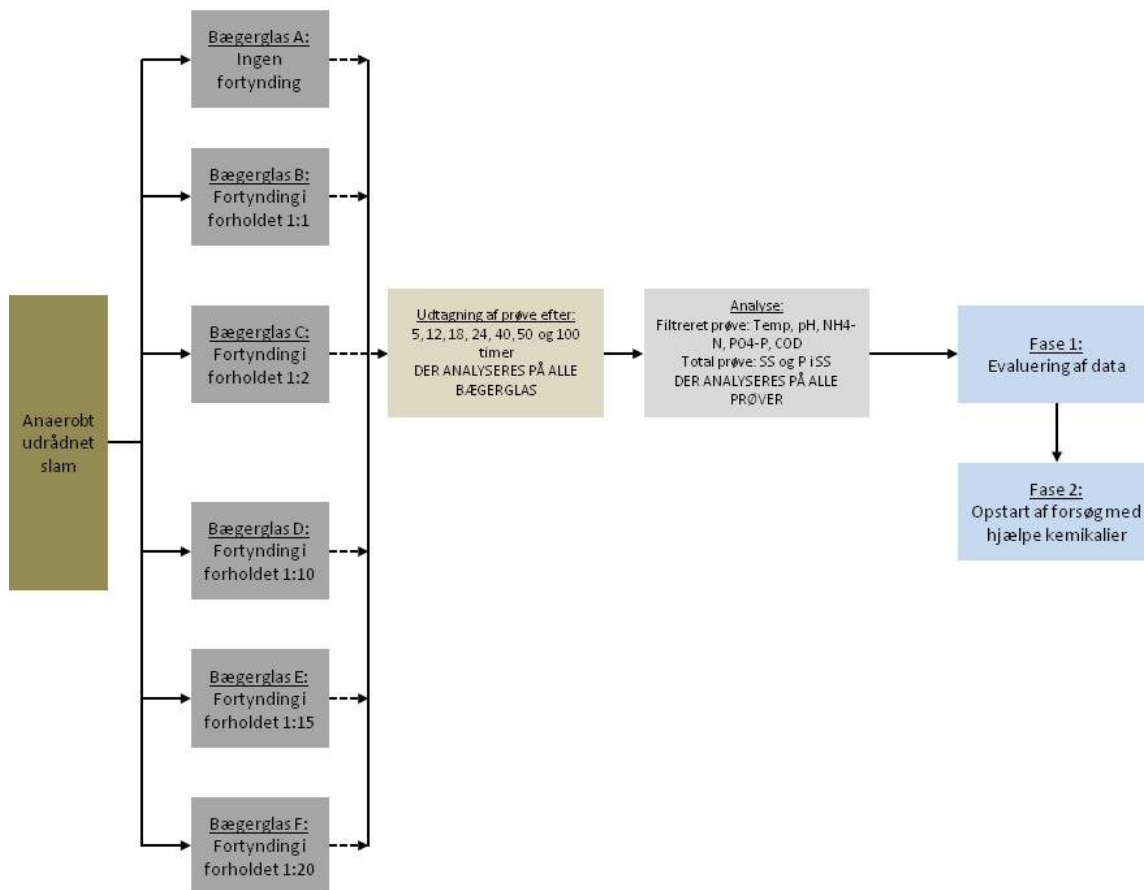 Anaerobt
udrådnet
slam
Bægerglas A:
Ingen
fortynding
Bægerglas B:
Fortynding i
forholdet 1:1
Bægerglas C:
Fortynding i
forholdet 1:2
Bægerglas D:
Fortynding i
forholdet 1:10
Bægerglas E:
Fortynding i
forholdet 1:15
Bægerglas F:
Fortynding i
forholdet 1:20
Udtagning af prøve efter:
5, 12, 18, 24, 40, 50 og 100
timer
DER ANALYSERES PÅ ALLE
BÆGERGLAS
Analyse:
Filtreret prøve: Temp, pH, NH4-
N, PO4-P, COD
Total prøve: SS og P i SS
DER ANALYSERES PÅ ALLE
PRØVER
Fase 1:
Evaluering af data
Fase 2:
Opstart af forsøg med
hjælpe kemikalier